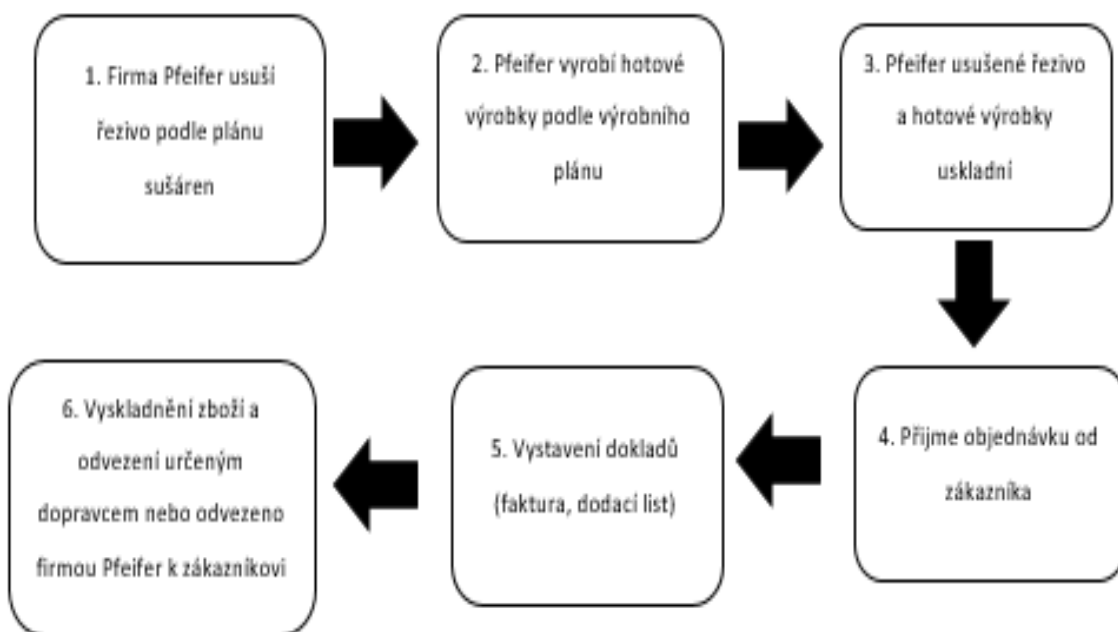 1. Firma Pfeifer usuší
řezivo podle plánu
sušáren
2. Pfeifer vyrobí hotové
výrobky podle výrobního
plánu
3. Pfeifer usušené řezivo
a hotové výrobky
uskladní
4. Přijme objednávku od
zákazníka
5. Vystavení dokladů
(faktura, dodací list)
6. Vyskladnění zboží a
odvezení určeným
dopravcem nebo odvezeno
firmou Pfeifer k zákazníkovi